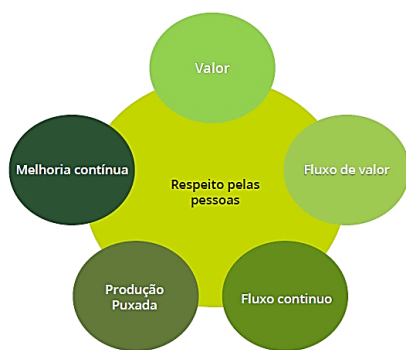 Valor
Melhoria contínua
Fluxo de valor
Respeito pelas
pessoas
Produção
Puxada
Fluxo continuo